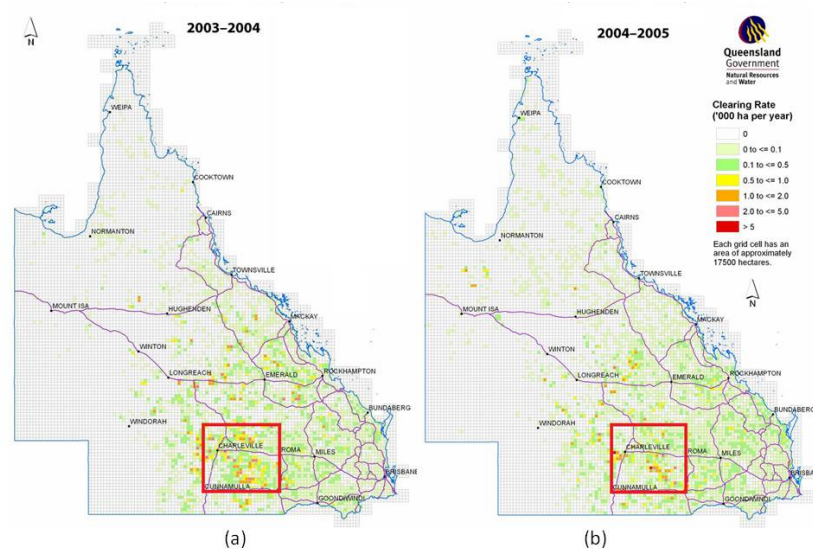 2003–2004
N
WEIPA
COOKTOWN
CAIRNS
NORMANTON
TOWNSVILLE
MOUNT ISA
HUGHENDEN
MACKAY
WINTON
LONGREACH
EMERALD
ROCKHAMPTON
BUNDABERG
WINDORAH
CHARLEVILLE
ROMA
MILES
BRISBANE
CUNNAMULLA
GOONDIWINDI
(a)
2004–2005
Queensland
Government
Natural Resources
and Water
Clearing Rate
('000 ha per year)
0
0 to <= 0.1
0.1 to <= 0.5
0.5 to <= 1.0
1.0 to <= 2.0
2.0 to <= 5.0
> 5
Each grid cell has an
area of approximately
17500 hectares.
N
WEIPA
COOKTOWN
CAIRNS
NORMANTON
TOWNSVILLE
MOUNT ISA
HUGHENDEN
MACKAY
WINTON
LONGREACH
EMERALD
ROCKHAMPTON
BUNDABERG
WINDORAH
CHARLEVILLE
ROMA
MILES
BRISBANE
CUNNAMULLA
GOONDIWINDI
(b)